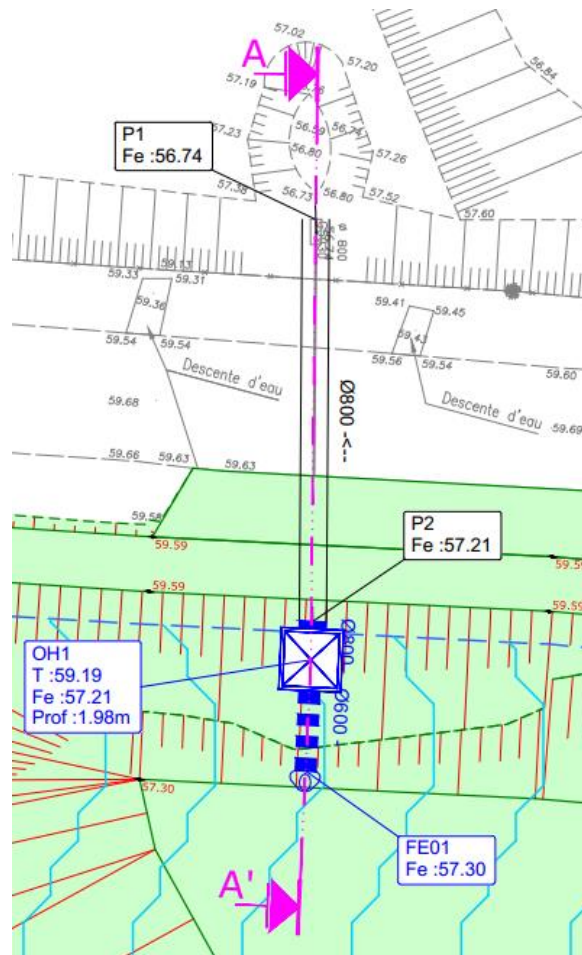 57.02
A
57.20
56.84
57.19
56.59
56.74
P1
Fe :56.74
57.23
56.80
57.26
57.38
56.73
56.80
57.52
57.60
ø 800
59.33
59.13
59.31
59.36
59.41
59.45
59.43
59.54
59.54
59.56
59.54
59.60
Descente d'eau
Descente d'eau
59.68
59.69
Ø800 -<--
59.66
59.63
59.63
59.58
P2
Fe :57.21
59.59
59.59
59.59
59.59
OH1
T :59.19
Fe :57.21
Prof :1.98m
Ø800
Ø600 -
57.30
FE01
Fe :57.30
A'